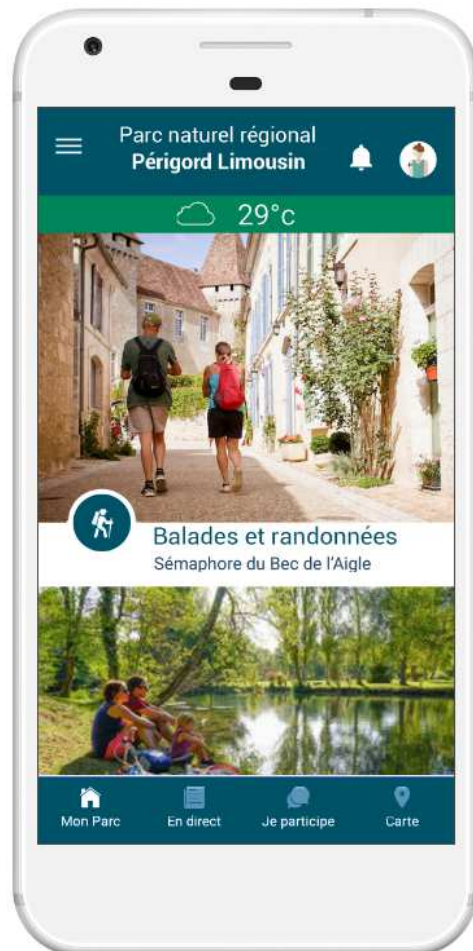 Parc naturel régional
Périgord Limousin
29°c
Balades et randonnées
Sémaphore du Bec de l'Aigle
Mon Parc
En direct
Je participe
Carte